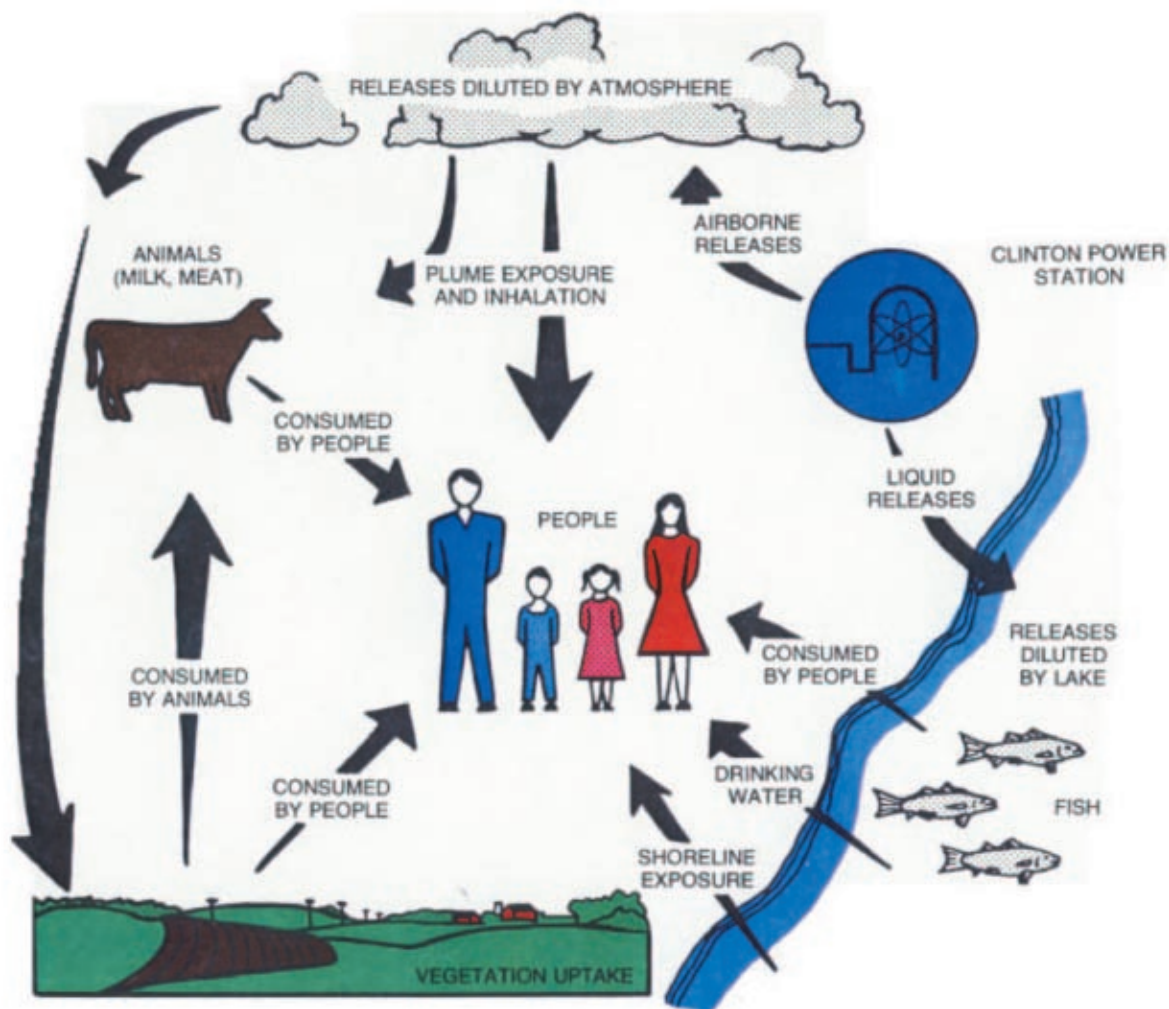 RELEASES DILUTED BY ATMOSPHERE
AIRBORNE
RELEASES
CLINTON POWER
STATION
ANIMALS
(MILK, MEAT)
PLUME EXPOSURE
AND INHALATION
CONSUMED
BY PEOPLE
LIQUID
RELEASES
PEOPLE
RELEASES
DILUTED
BY LAKE
CONSUMED
BY ANIMALS
CONSUMED
BY PEOPLE
CONSUMED
BY PEOPLE
DRINKING
WATER
FISH
SHORELINE
EXPOSURE
VEGETATION UPTAKE